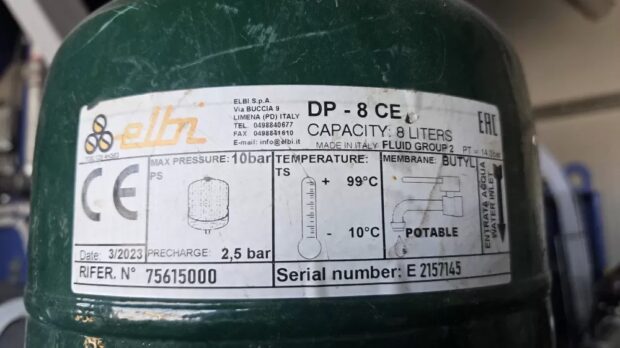 elbi
ELBI S.p.A.
Via BUCCIA 9
LIMENA (PD) ITALY
TEL. 0498840677
FAX 0498841610
E-mail: info@elbi.it
DP - 8 CE
CAPACITY: 8 LITERS
MADE IN ITALY FLUID GROUP 2
EAC
CE
MAX PRESSURE: 10bar
PS
TEMPERATURE:
TS
+ 99°C
- 10°C
MEMBRANE: BUTYL
POTABLE
ENTRATA ACQUA
WATER INLET
Date: 3/2023
PRECHARGE: 2,5 bar
RIFER. N° 75615000
Serial number: E 2157145